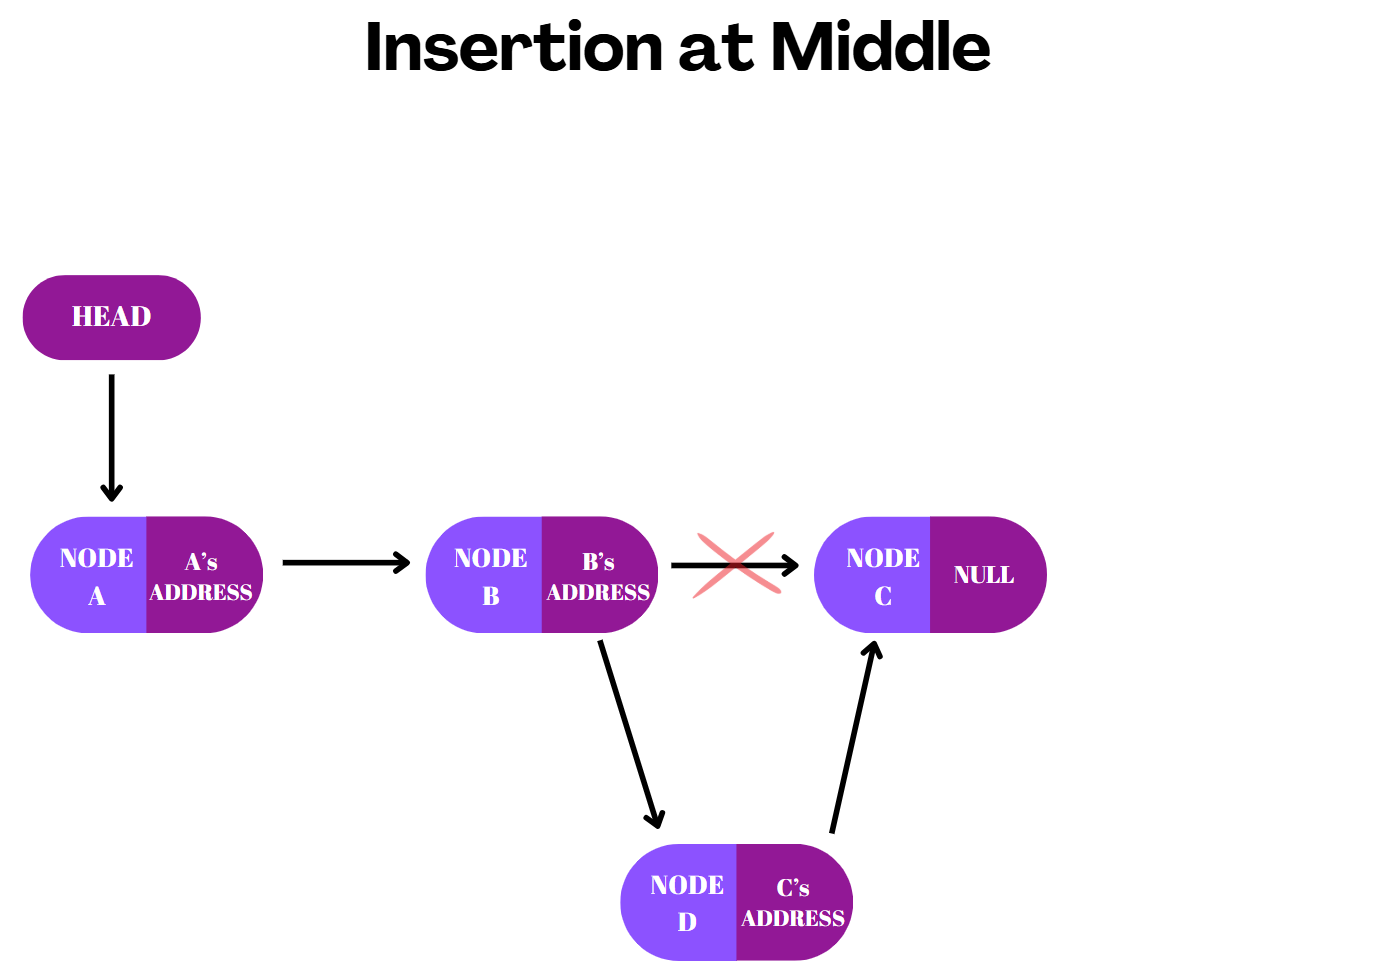 Insertion at Middle
HEAD
NODE
A
A's
ADDRESS
NODE
B
B's
ADDRESS
NODE
C
NULL
NODE
D
C's
ADDRESS